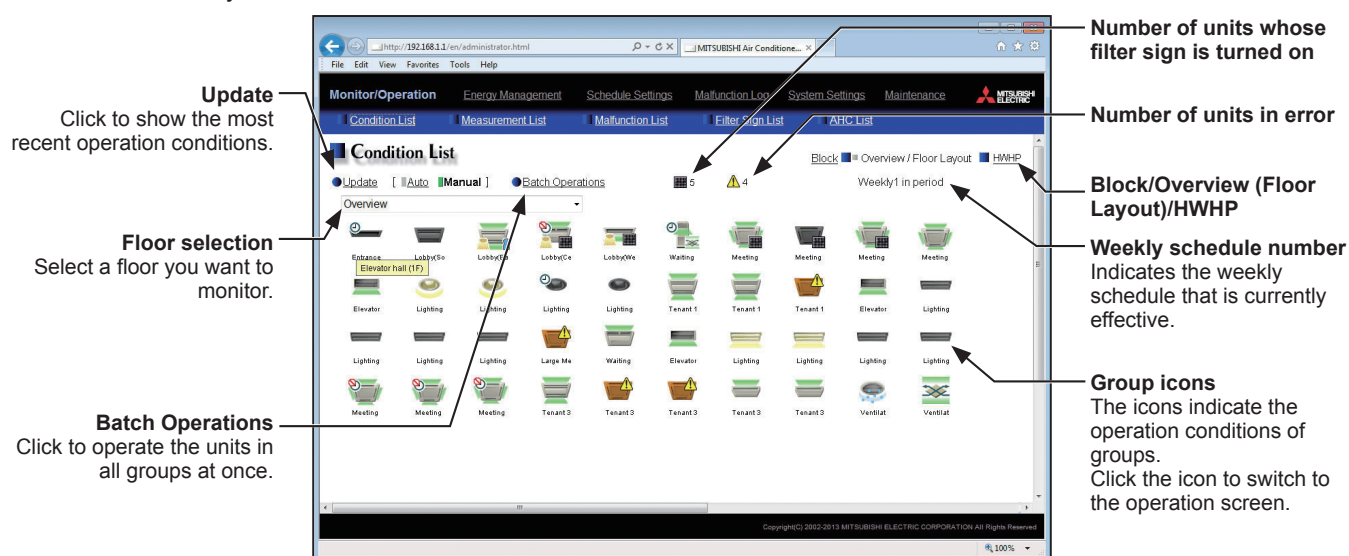 Update
Click to show the most
recent operation conditions.
Floor selection
Select a floor you want to
monitor.
Batch Operations
Click to operate the units in
all groups at once.
http://192.168.1.1/en/administrator.html
MITSUBISHI Air Conditione...
File Edit View Favorites Tools Help
Monitor/Operation Energy Management Schedule Settings Malfunction Log System Settings Maintenance MITSUBISHI ELECTRIC
Condition List Measurement List Malfunction List Filter Sign List AHC List
Condition List
Block Overview / Floor Layout HWHP
Update [ Auto Manual ] Batch Operations 5 4 Weekly1 in period
Overview
Entrance Lobby(So Lobby(Ea Lobby(Ce Lobby(We Waiting Meeting Meeting Meeting Meeting
Elevator hall (1F)
Elevator Lighting Lighting Lighting Lighting Tenant 1 Tenant 1 Tenant 1 Elevator Lighting
Lighting Lighting Lighting Large Me Waiting Elevator Lighting Lighting Lighting Lighting
Meeting Meeting Meeting Tenant 3 Tenant 3 Tenant 3 Tenant 3 Tenant 3 Ventilat Ventilat
Copyright(C) 2002-2013 MITSUBISHI ELECTRIC CORPORATION All Rights Reserved
100%
Number of units whose
filter sign is turned on
Number of units in error
Block/Overview (Floor
Layout)/HWHP
Weekly schedule number
Indicates the weekly
schedule that is currently
effective.
Group icons
The icons indicate the
operation conditions of
groups.
Click the icon to switch to
the operation screen.